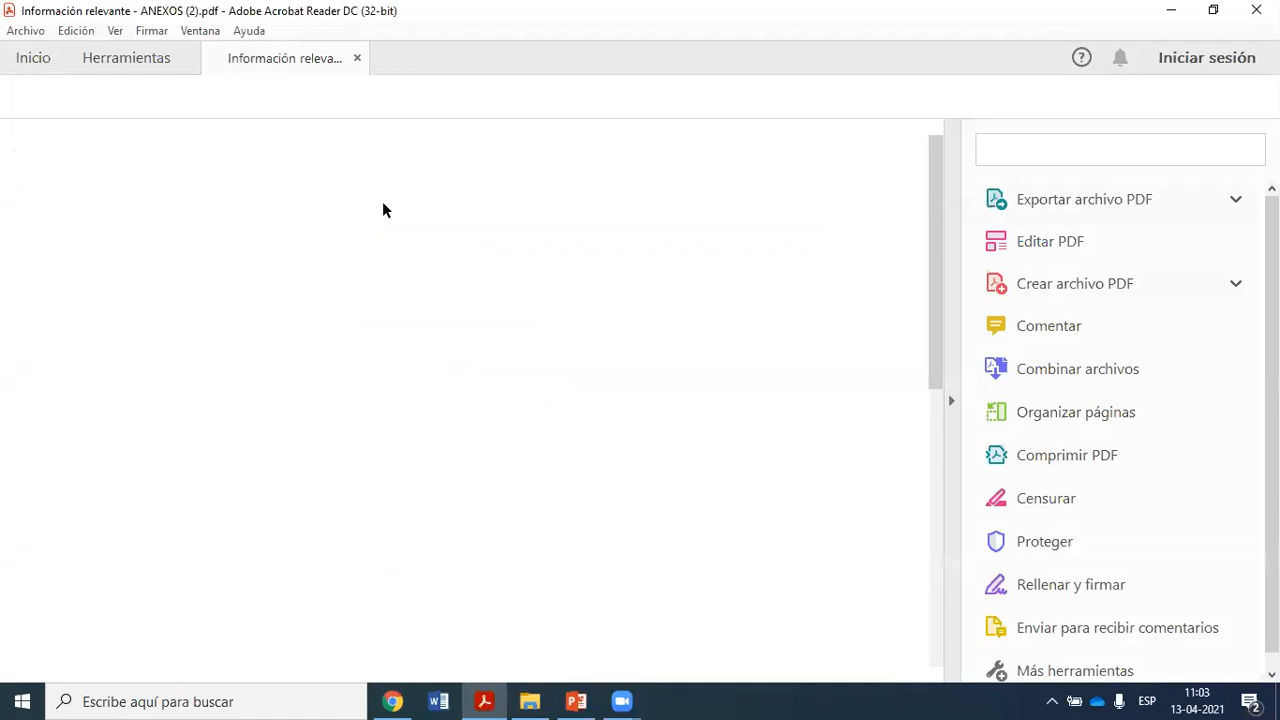 Información relevante - ANEXOS (2).pdf - Adobe Acrobat Reader DC (32-bit)
Archivo Edición Ver Firmar Ventana Ayuda
Inicio Herramientas Información releva... × Iniciar sesión
Exportar archivo PDF
Editar PDF
Crear archivo PDF
Comentar
Combinar archivos
Organizar páginas
Comprimir PDF
Censurar
Proteger
Rellenar y firmar
Enviar para recibir comentarios
Más herramientas
Escribe aquí para buscar
ESP
11:03
13-04-2021
2